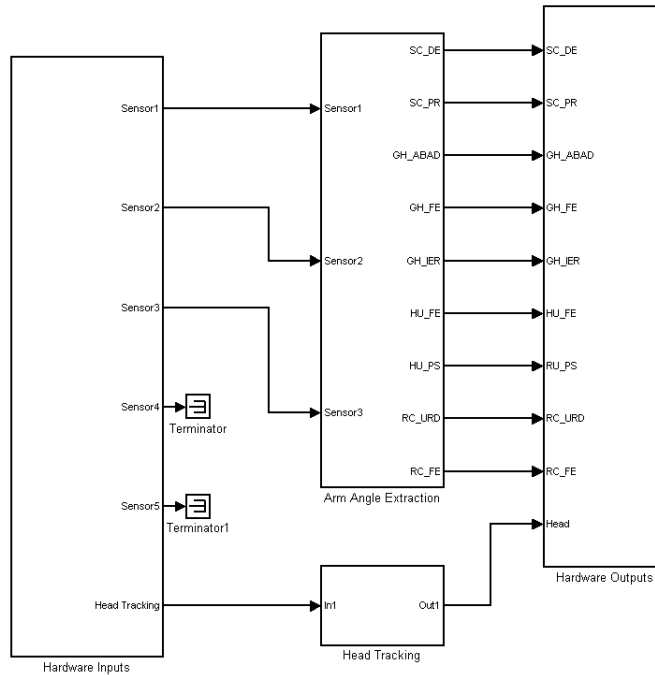 Sensor1
Sensor2
Sensor3
Sensor4
Sensor5
Head Tracking
Hardware Inputs
Terminator
Terminator1
Sensor1
Sensor2
Sensor3
SC_DE
SC_PR
GH_ABAD
GH_FE
GH_IER
HU_FE
HU_PS
RC_URD
RC_FE
Arm Angle Extraction
In1
Out1
Head Tracking
SC_DE
SC_PR
GH_ABAD
GH_FE
GH_IER
HU_FE
RU_PS
RC_URD
RC_FE
Head
Hardware Outputs